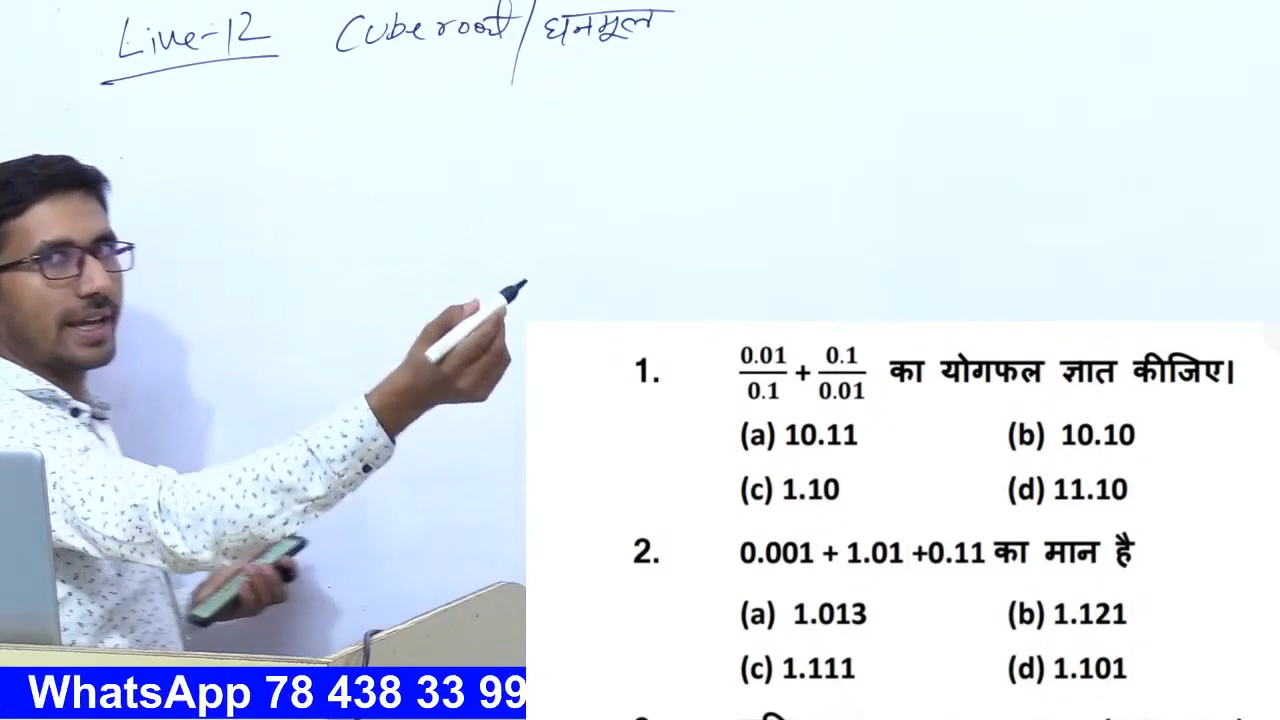 Live-12 Cube root / घनमूल
1. 0.01/0.1 + 0.1/0.01 का योगफल ज्ञात कीजिए।
(a) 10.11 (b) 10.10
(c) 1.10 (d) 11.10
2. 0.001 + 1.01 +0.11 का मान है
(a) 1.013 (b) 1.121
(c) 1.111 (d) 1.101
WhatsApp 78 438 33 99